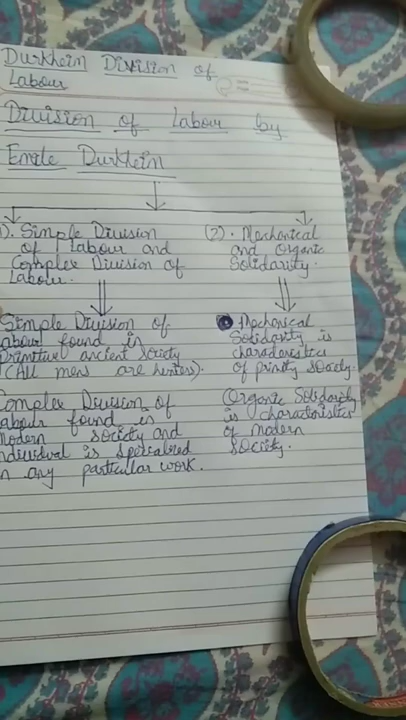 Durkheim Division of
Labour
Division of Labour by
Emile Durkheim
1). Simple Division
of Labour and
Complex Division of
Labour.
(2). Mechanical
and Organic
Solidarity.
Simple Division of
Labour found in
Primitive ancient society
(All mens are hunters).
Complex Division of
Labour found in
Modern society and
individual is specialised
in any particular work.
Mechanical
Solidarity is
characteristics
of society.
Organic Solidarity
is characteristics
of modern
society.